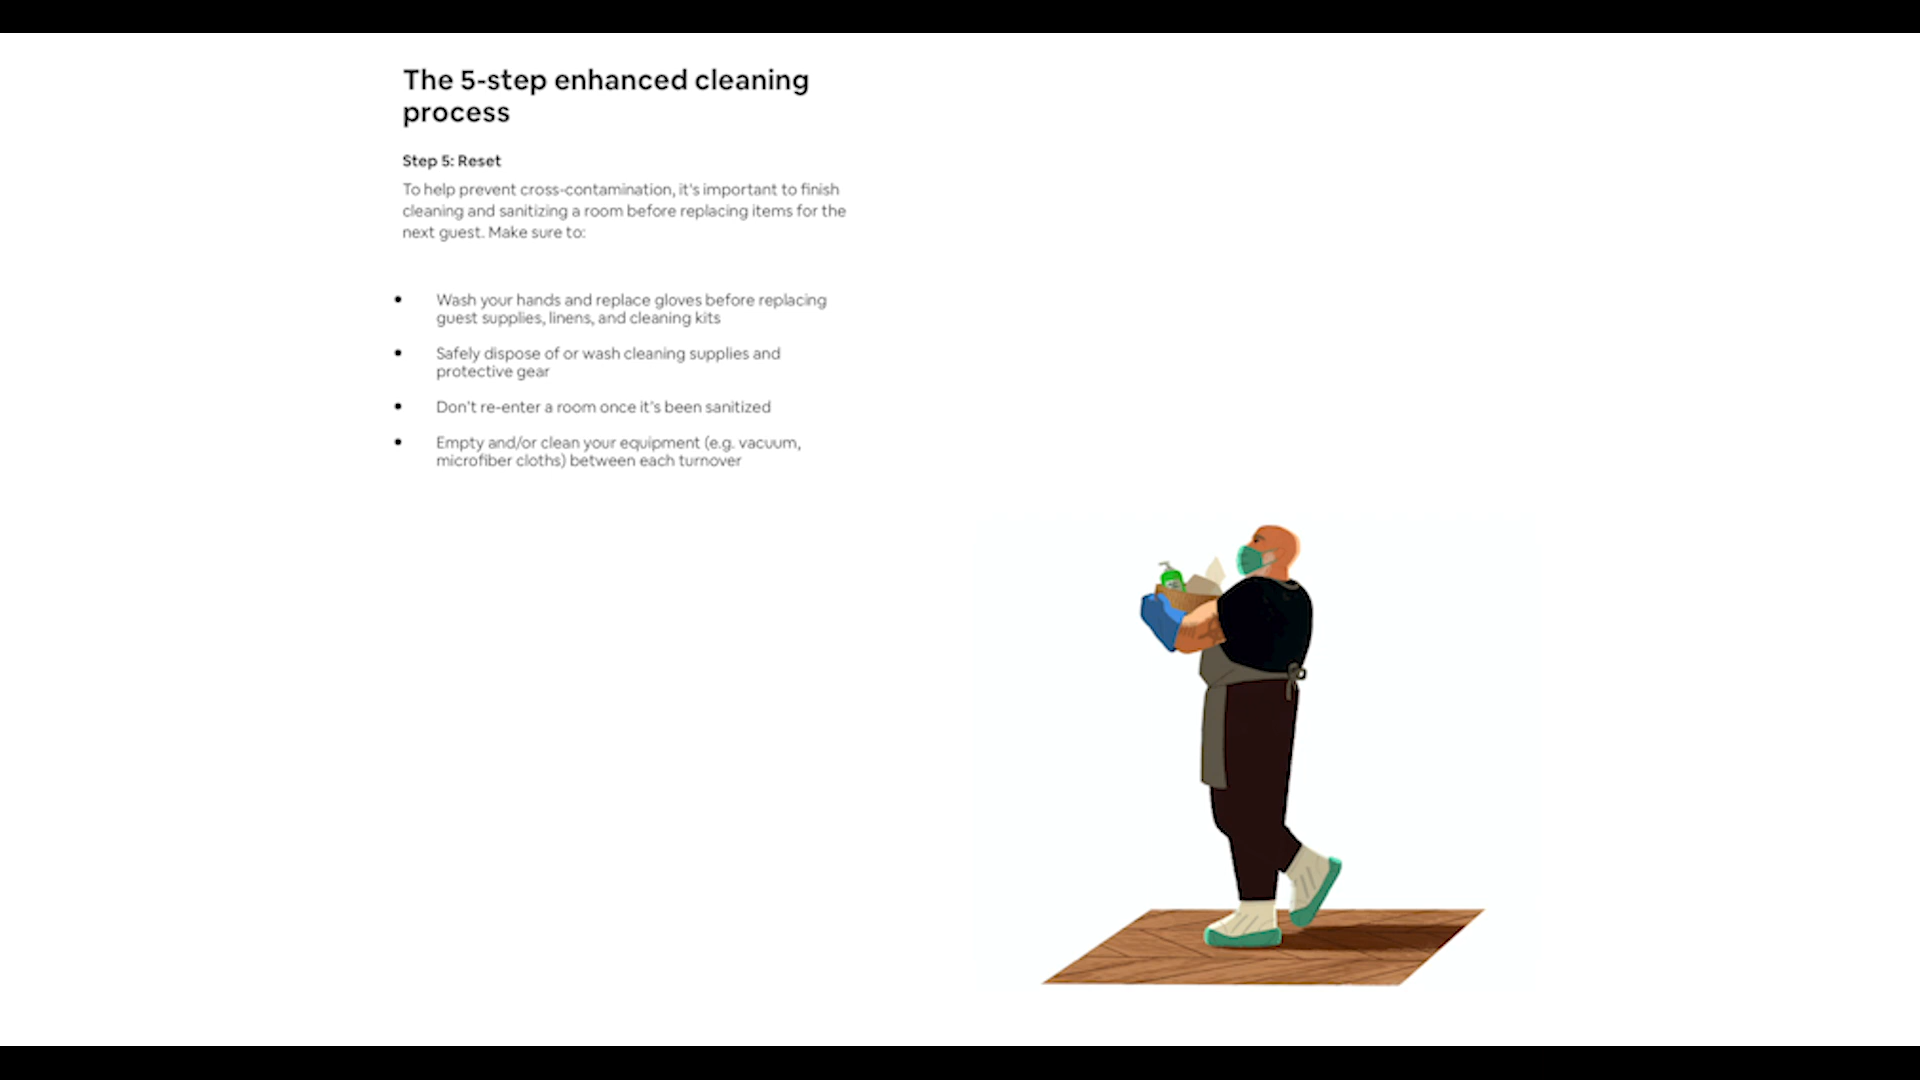 The 5-step enhanced cleaning
process
Step 5: Reset
To help prevent cross-contamination, it's important to finish
cleaning and sanitizing a room before replacing items for the
next guest. Make sure to:
• Wash your hands and replace gloves before replacing
guest supplies, linens, and cleaning kits
• Safely dispose of or wash cleaning supplies and
protective gear
• Don't re-enter a room once it's been sanitized
• Empty and/or clean your equipment (e.g. vacuum,
microfiber cloths) between each turnover